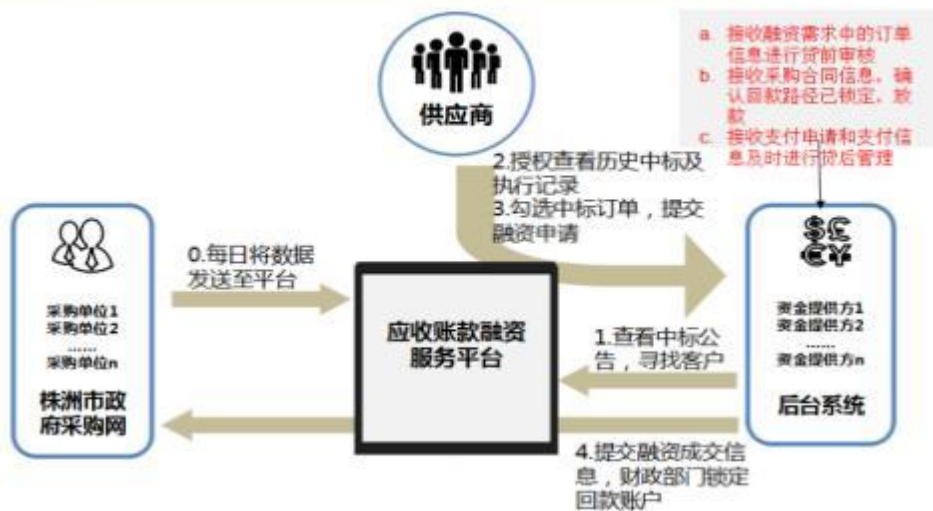 供应商
a. 接收融资需求中的订单
信息进行贷前审核
b. 接收采购合同信息。确
认回款路径已锁定。放
款
c. 接收支付申请和支付信
息及时进行贷后管理
2.授权查看历史中标及
执行记录
3.勾选中标订单，提交
融资申请
0.每日将数据
发送至平台
采购单位1
采购单位2
......
采购单位n
株洲市政
府采购网
应收账款融资
服务平台
1.查看中标公
告，寻找客户
$£
€¥
资金提供方1
资金提供方2
......
资金提供方n
后台系统
4.提交融资成交信
息，财政部门锁定
回款账户